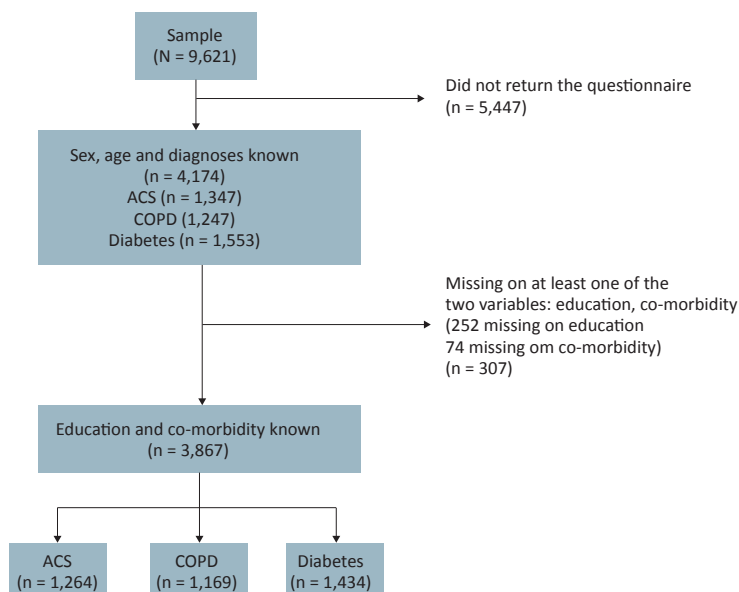 Sample
(N = 9,621)
Did not return the questionnaire
(n = 5,447)
Sex, age and diagnoses known
(n = 4,174)
ACS (n = 1,347)
COPD (1,247)
Diabetes (n = 1,553)
Missing on at least one of the
two variables: education, co-morbidity
(252 missing on education
74 missing om co-morbidity)
(n = 307)
Education and co-morbidity known
(n = 3,867)
ACS
(n = 1,264)
COPD
(n = 1,169)
Diabetes
(n = 1,434)